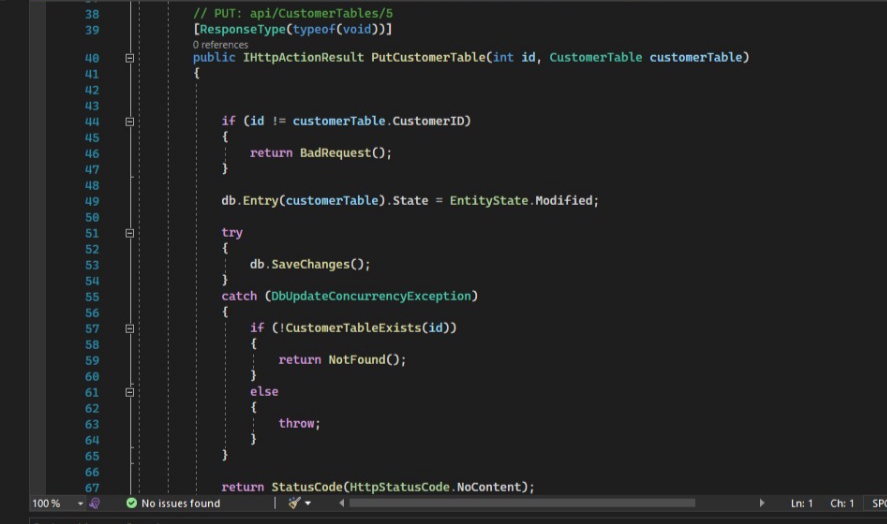 38 // PUT: api/CustomerTables/5
39 [ResponseType(typeof(void))]
0 references
40 public IHttpActionResult PutCustomerTable(int id, CustomerTable customerTable)
41 {
42
43
44 if (id != customerTable.CustomerID)
45 {
46 return BadRequest();
47 }
48
49 db.Entry(customerTable).State = EntityState.Modified;
50
51 try
52 {
53 db.SaveChanges();
54 }
55 catch (DbUpdateConcurrencyException)
56 {
57 if (!CustomerTableExists(id))
58 {
59 return NotFound();
60 }
61 else
62 {
63 throw;
64 }
65 }
66
67 return StatusCode(HttpStatusCode.NoContent);
100 % No issues found Ln: 1 Ch: 1 SPC